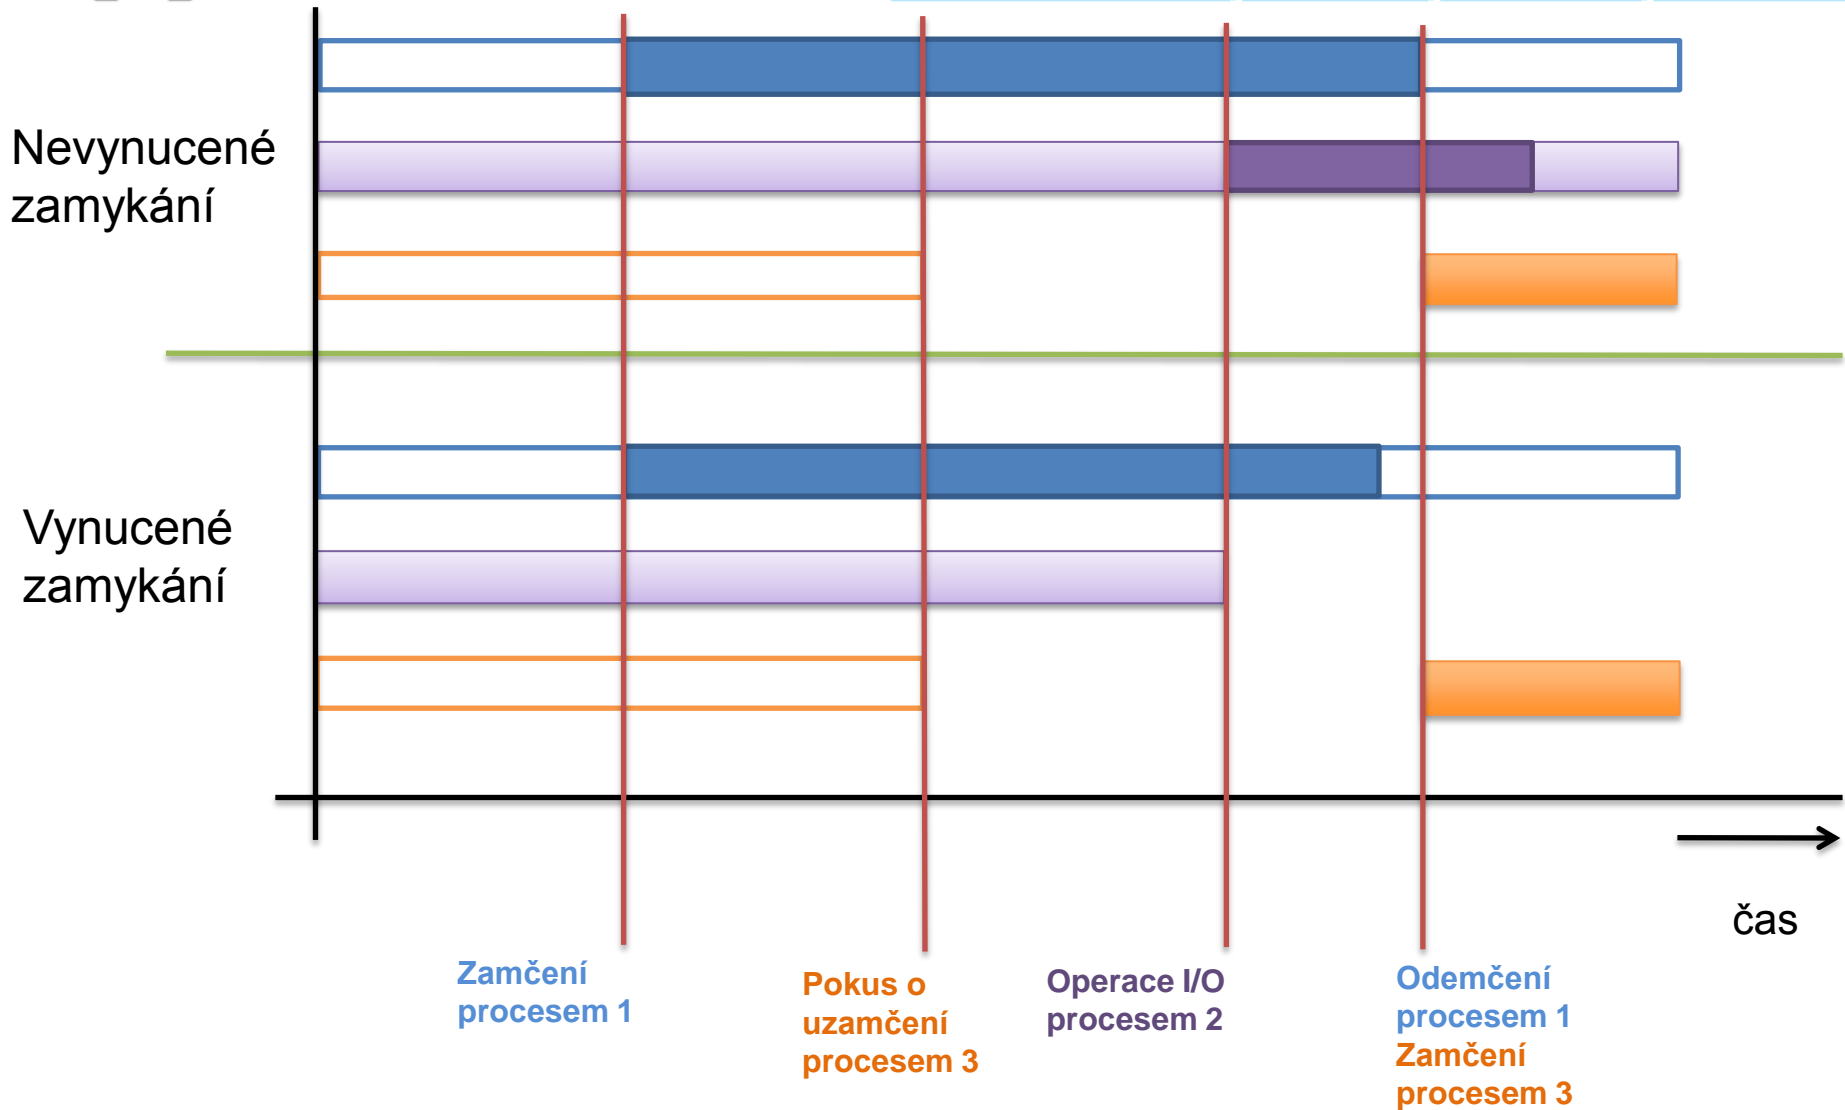 Nevynucené
zamykání
Vynucené
zamykání
čas
Zamčení
procesem 1
Pokus o
uzamčení
procesem 3
Operace I/O
procesem 2
Odemčení
procesem 1
Zamčení
procesem 3